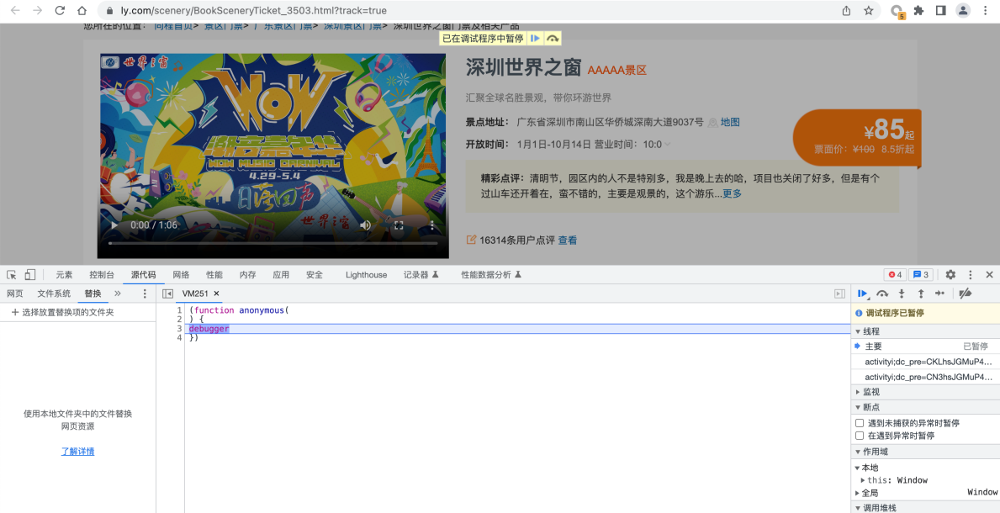 ly.com/scenery/BookSceneryTicket_3503.html?track=true
5
您所在的位置: 同程首页> 景区门票> 广东景区门票> 深圳景区门票> 深圳世界之窗门票及相关产品
已在调试程序中暂停
世界之窗
WOW
潮音嘉年华
WOW MUSIC CARNIVAL
4.29-5.4
世界之窗
0:00 / 1:06
深圳世界之窗 AAAAA景区
汇聚全球名胜景观，带你环游世界
景点地址： 广东省深圳市南山区华侨城深南大道9037号 地图
开放时间： 1月1日-10月14日 营业时间：10:0
¥85起
票面价：¥100 8.5折起
精彩点评：清明节，园区内的人不是特别多，我是晚上去的哈，项目也关闭了好多，但是有个
过山车还开着在，蛮不错的，主要是观景的，这个游乐...更多
16314条用户点评 查看
元素 控制台 源代码 网络 性能 内存 应用 安全 Lighthouse 记录器 性能数据分析 4 3
网页 文件系统 替换 » VM251 ×
+ 选择放置替换项的文件夹
使用本地文件夹中的文件替换
网页资源
了解详情
1 (function anonymous(
2 ) {
3 debugger
4 })
调试程序已暂停
线程
主要 已暂停
activityi;dc_pre=CKLhsJGMuP4...
activityi;dc_pre=CN3hsJGMuP4...
监视
断点
遇到未捕获的异常时暂停
在遇到异常时暂停
作用域
本地
this: Window
全局 Window
调用堆栈